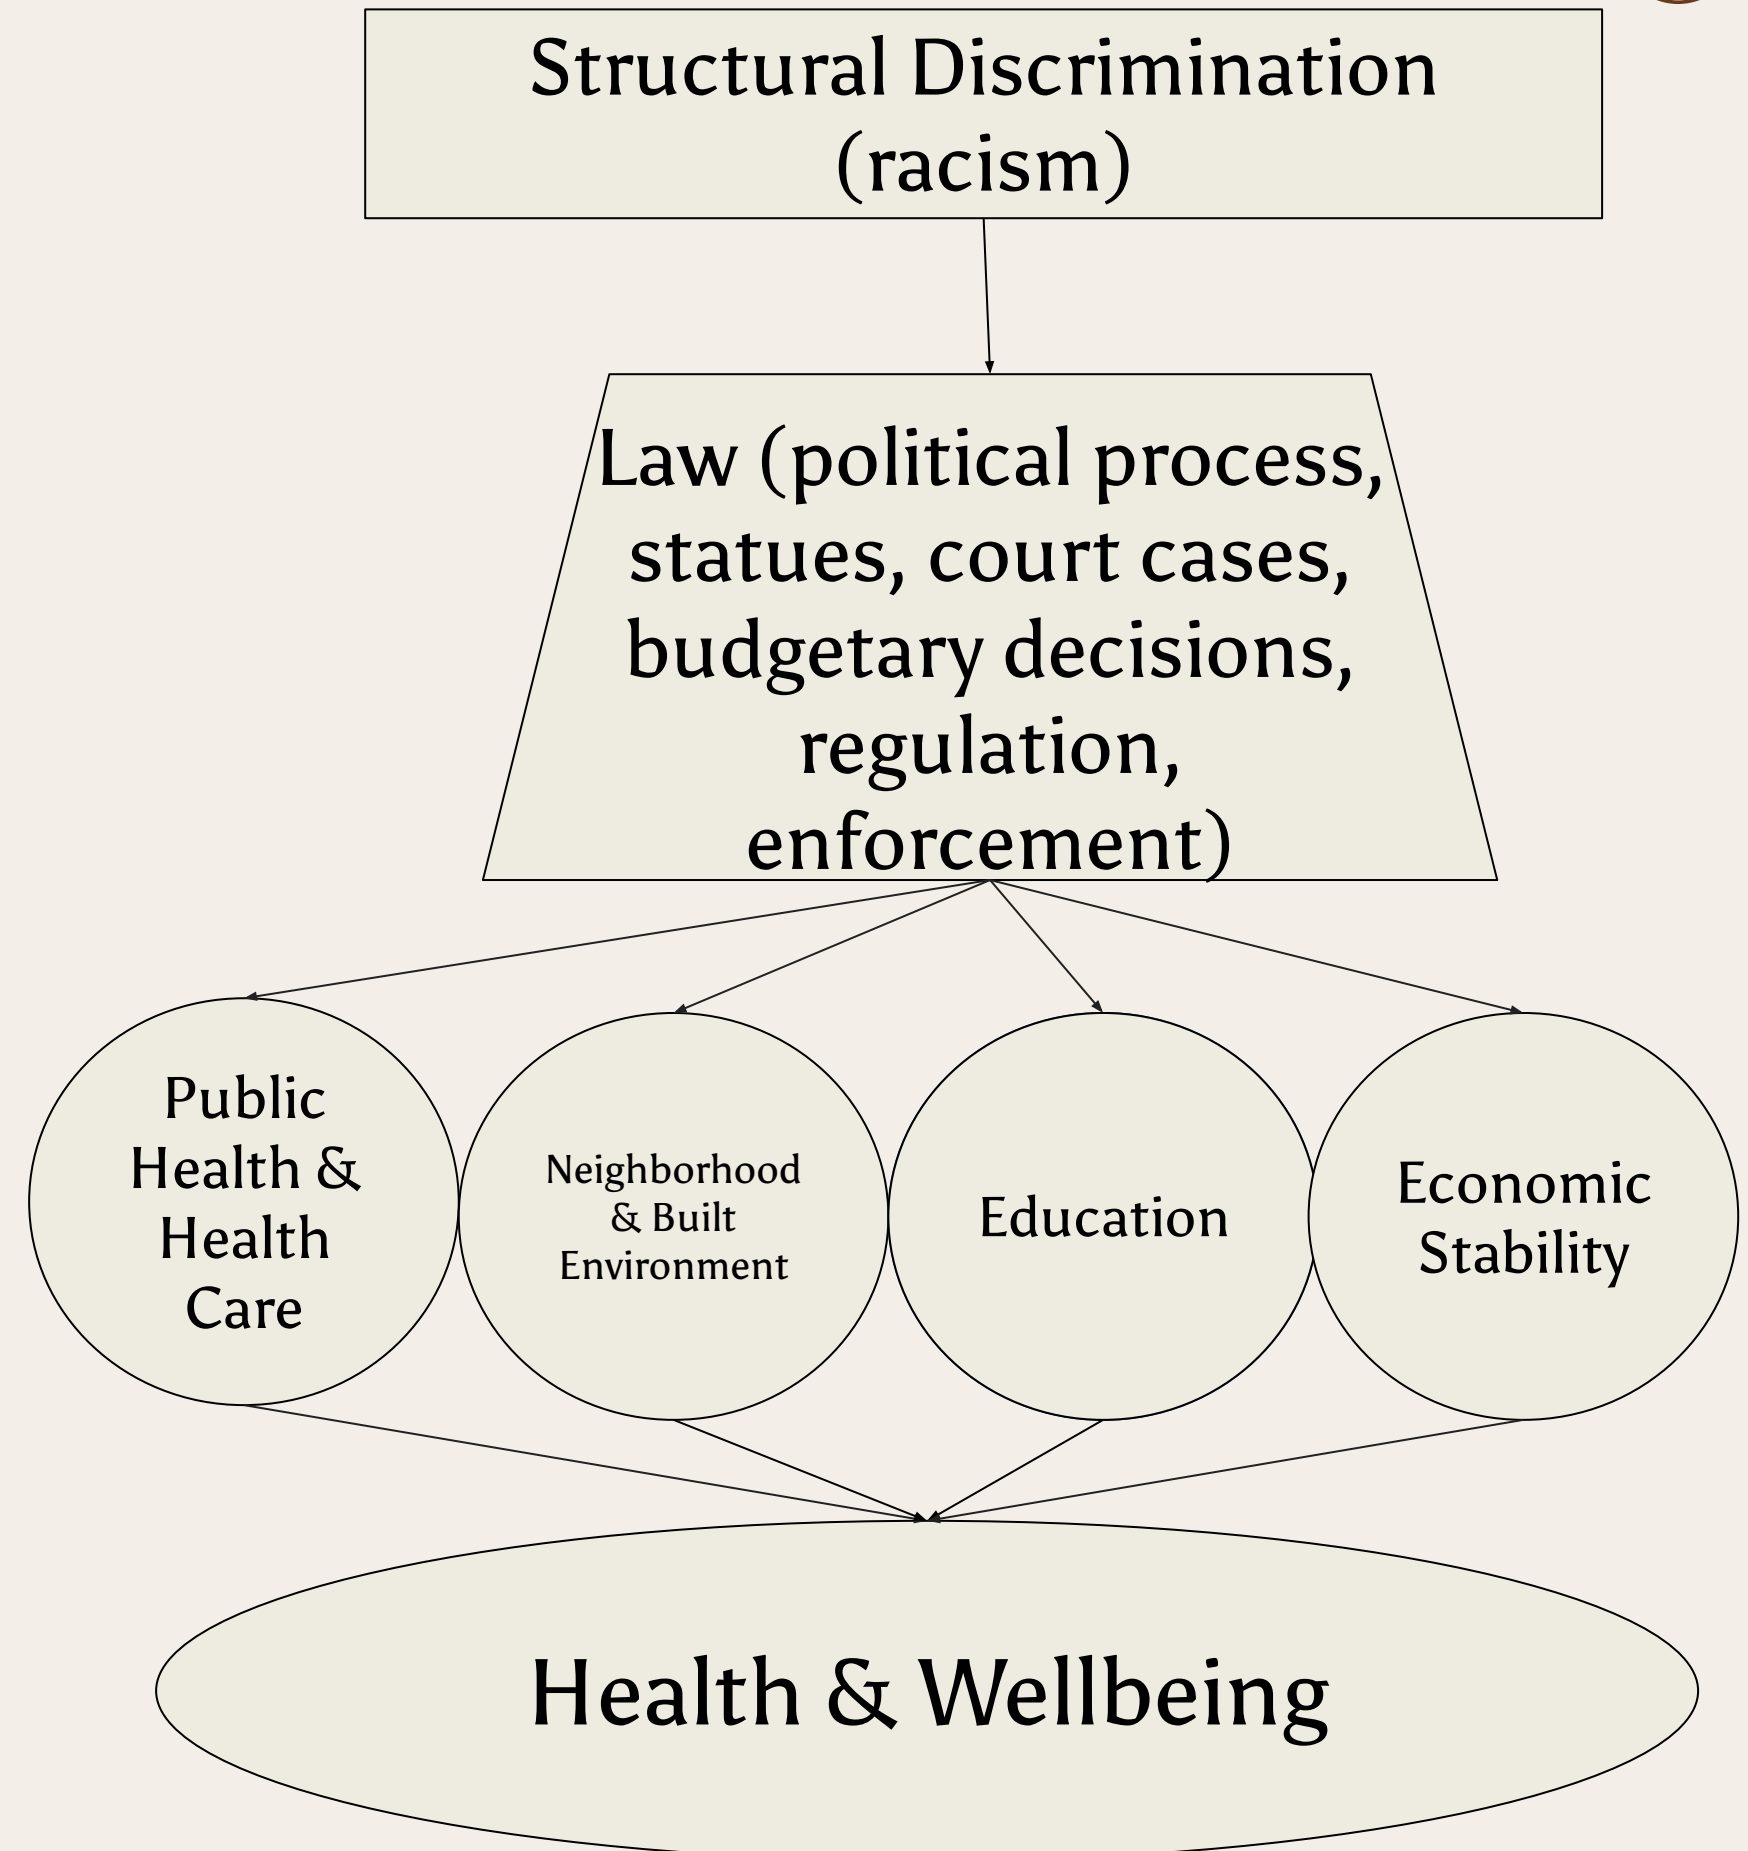 Structural Discrimination
(racism)
Law (political process,
statues, court cases,
budgetary decisions,
regulation,
enforcement)
Public
Health &
Health
Care
Neighborhood
& Built
Environment
Education
Economic
Stability
Health & Wellbeing